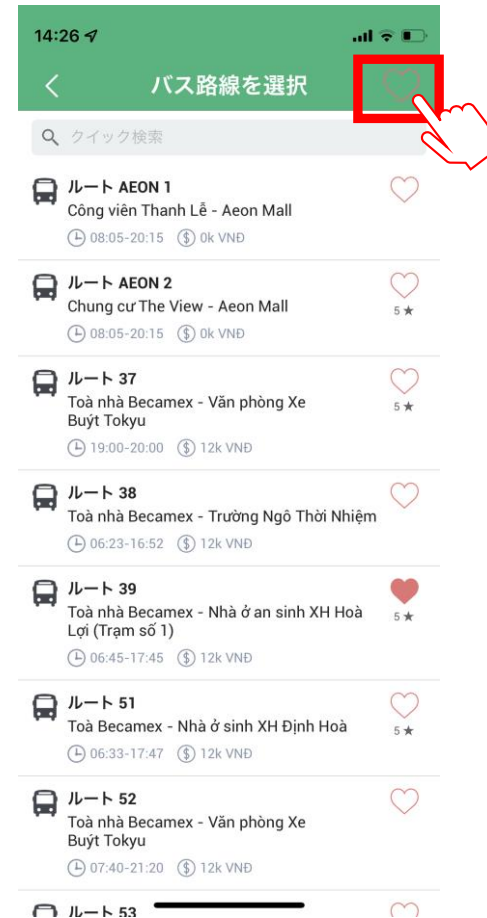 14:26
バス路線を選択
クイック検索
ルート AEON 1
Công viên Thanh Lễ - Aeon Mall
08:05-20:15 $ 0k VNĐ
ルート AEON 2
Chung cư The View - Aeon Mall
5 ★
08:05-20:15 $ 0k VNĐ
ルート 37
Toà nhà Becamex - Văn phòng Xe
Buýt Tokyu
5 ★
19:00-20:00 $ 12k VNĐ
ルート 38
Toà nhà Becamex - Trường Ngô Thời Nhiệm
06:23-16:52 $ 12k VNĐ
ルート 39
Toà nhà Becamex - Nhà ở an sinh XH Hoà
Lợi (Trạm số 1)
5 ★
06:45-17:45 $ 12k VNĐ
ルート 51
Toà Becamex - Nhà ở sinh XH Định Hoà
5 ★
06:33-17:47 $ 12k VNĐ
ルート 52
Toà nhà Becamex - Văn phòng Xe
Buýt Tokyu
07:40-21:20 $ 12k VNĐ
ルート 53